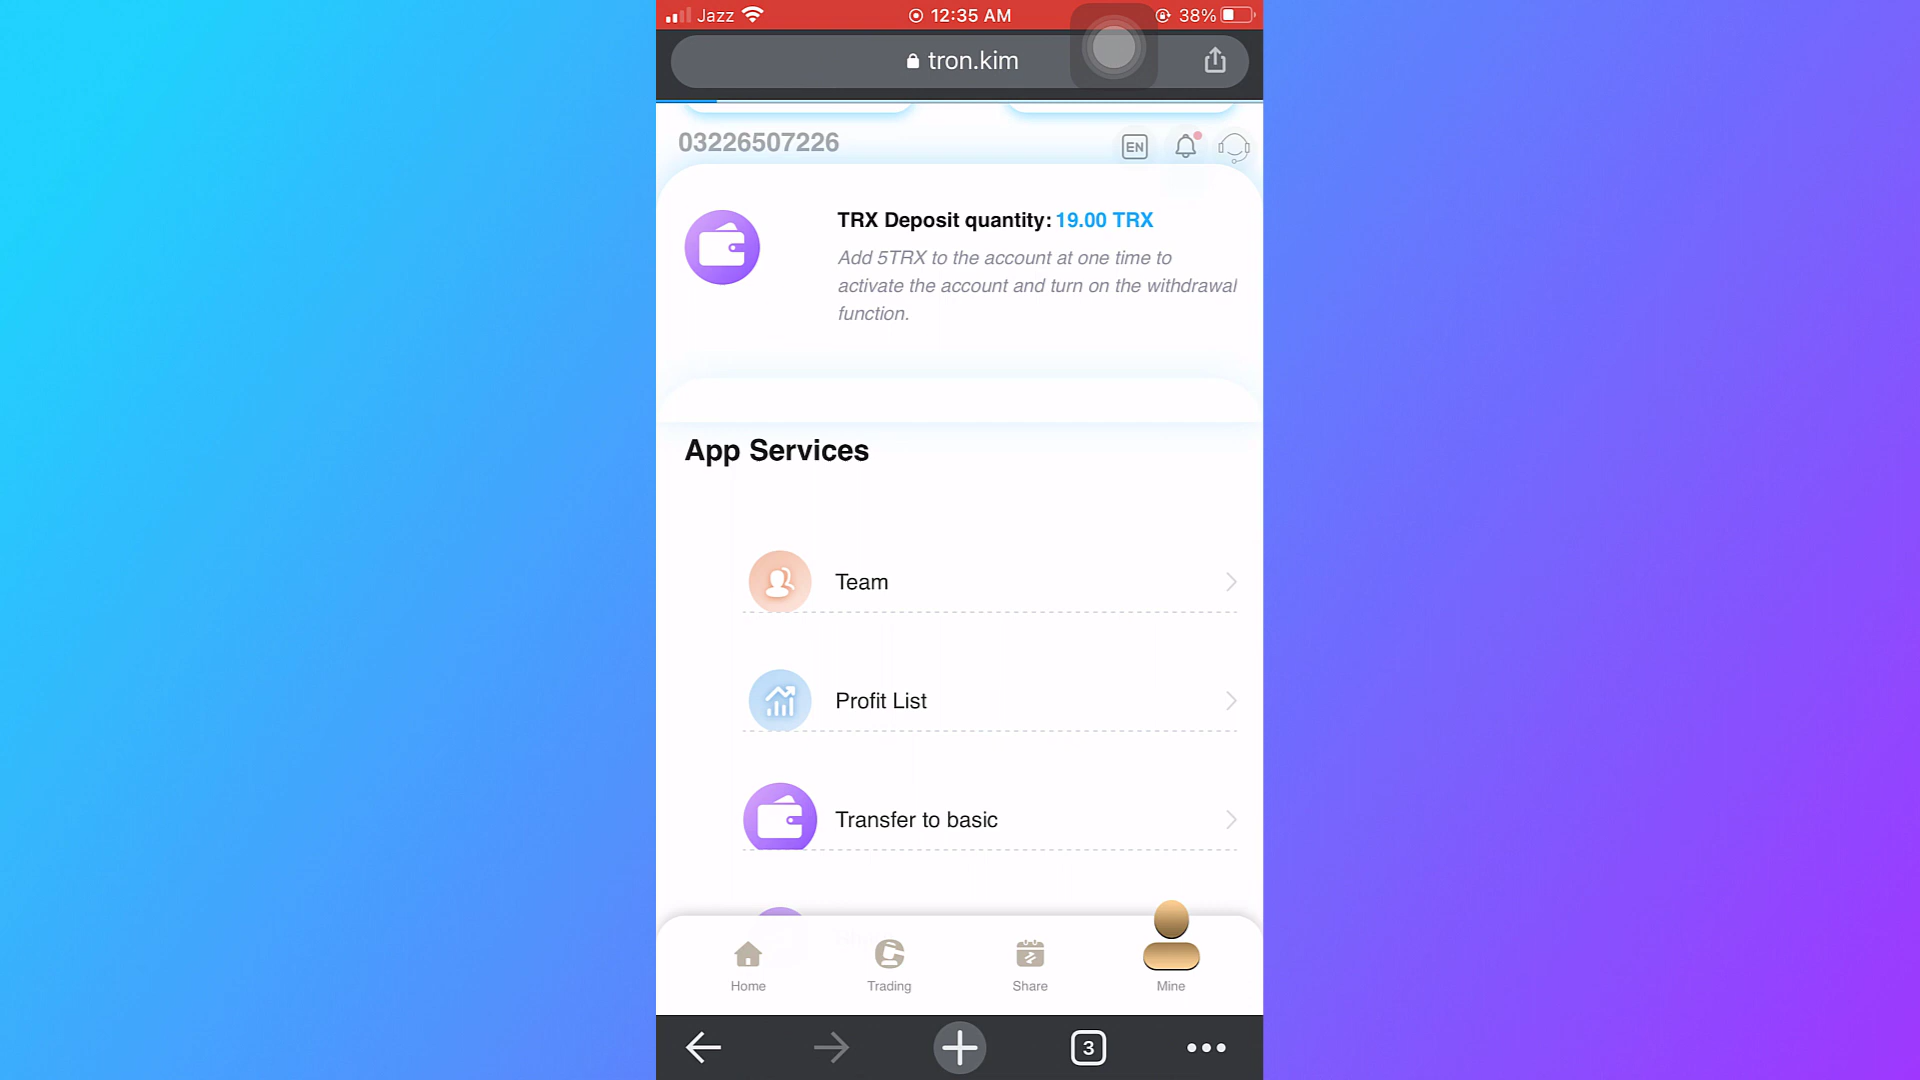 Jazz 12:35 AM 38%
tron.kim
03226507226 EN
TRX Deposit quantity: 19.00 TRX
Add 5TRX to the account at one time to
activate the account and turn on the withdrawal
function.
App Services
Team
Profit List
Transfer to basic
Home Trading Share Mine
3